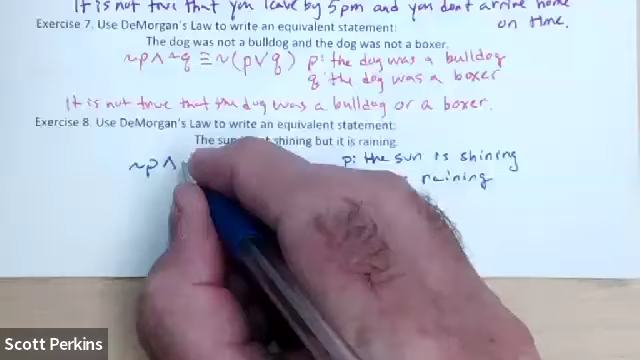 It is not true that you leave by 5pm and you don't arrive home on time.
Exercise 7. Use DeMorgan's Law to write an equivalent statement:
The dog was not a bulldog and the dog was not a boxer.
~p ∧ ~q ≅ ~(p ∨ q) p: the dog was a bulldog
q: the dog was a boxer
It is not true that the dog was a bulldog or a boxer.
Exercise 8. Use DeMorgan's Law to write an equivalent statement:
The sun shining but it is raining.
~p ∧ p: the sun is shining
raining
Scott Perkins